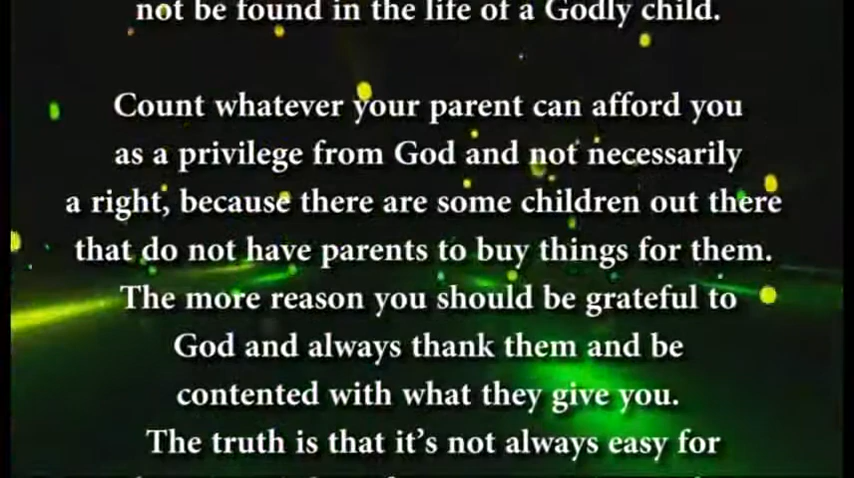 not be found in the life of a Godly child.
Count whatever your parent can afford you
as a privilege from God and not necessarily
a right, because there are some children out there
that do not have parents to buy things for them.
The more reason you should be grateful to
God and always thank them and be
contented with what they give you.
The truth is that it's not always easy for